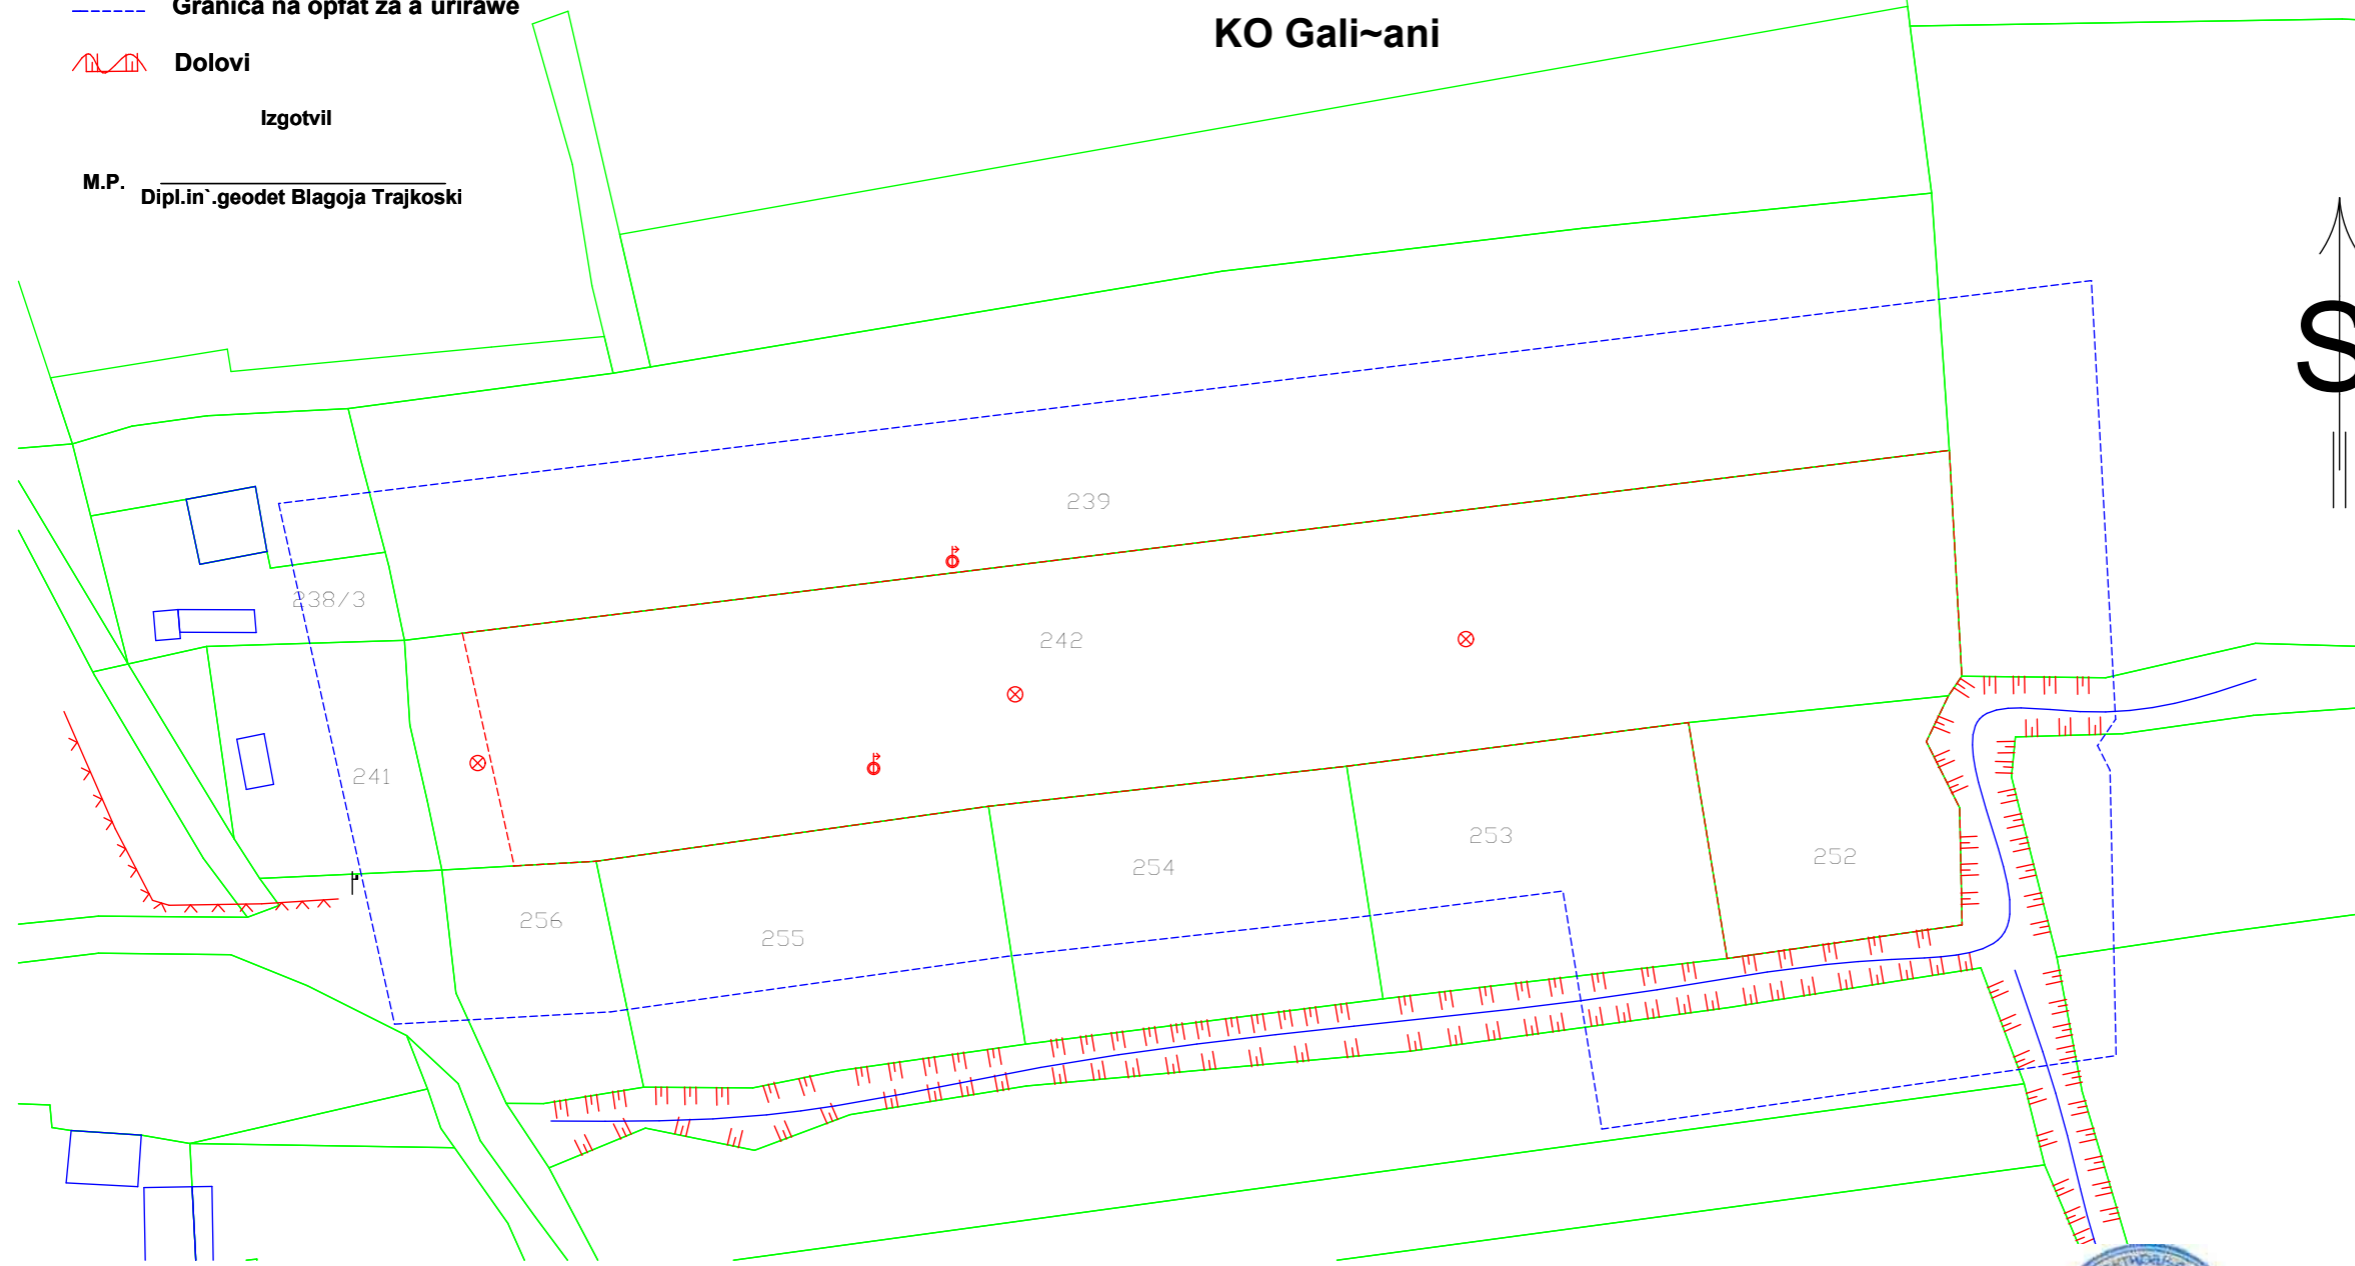 Granica na opfat za a urirawe
KO Gali~ani
Dolovi
Izgotvil
M.P.
Dipl.in`.geodet Blagoja Trajkoski
S
239
238/3
242
241
253
252
254
256
255